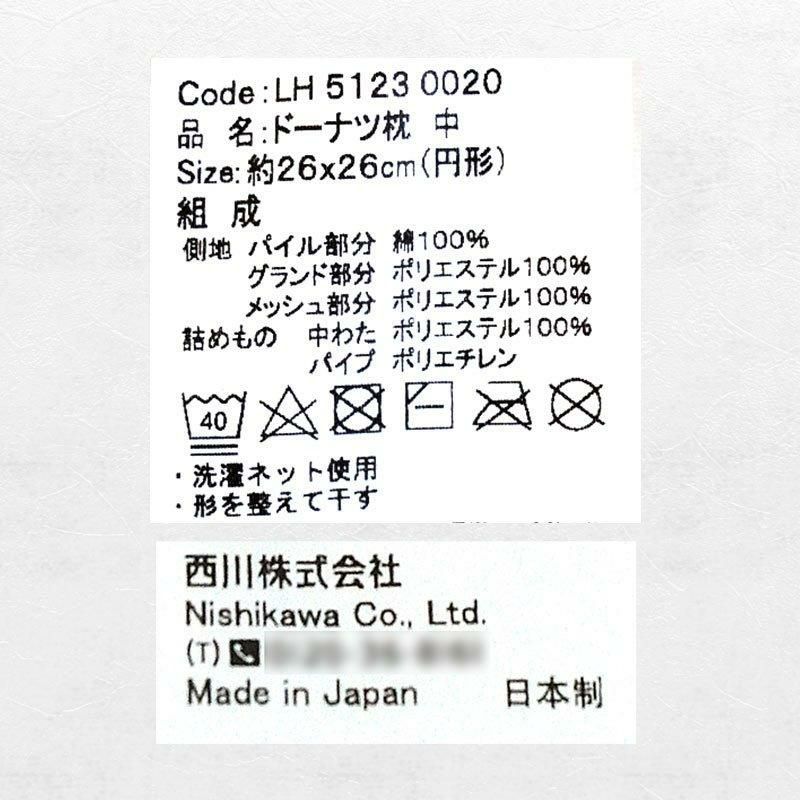 Code:LH 5123 0020
品 名:ドーナツ枕 中
Size:約26x26cm(円形)
組 成
側地 パイル部分 綿100%
グランド部分 ポリエステル100%
メッシュ部分 ポリエステル100%
詰めもの 中わた ポリエステル100%
パイプ ポリエチレン
40
・洗濯ネット使用
・形を整えて干す
西川株式会社
Nishikawa Co., Ltd.
(T)
Made in Japan 日本制